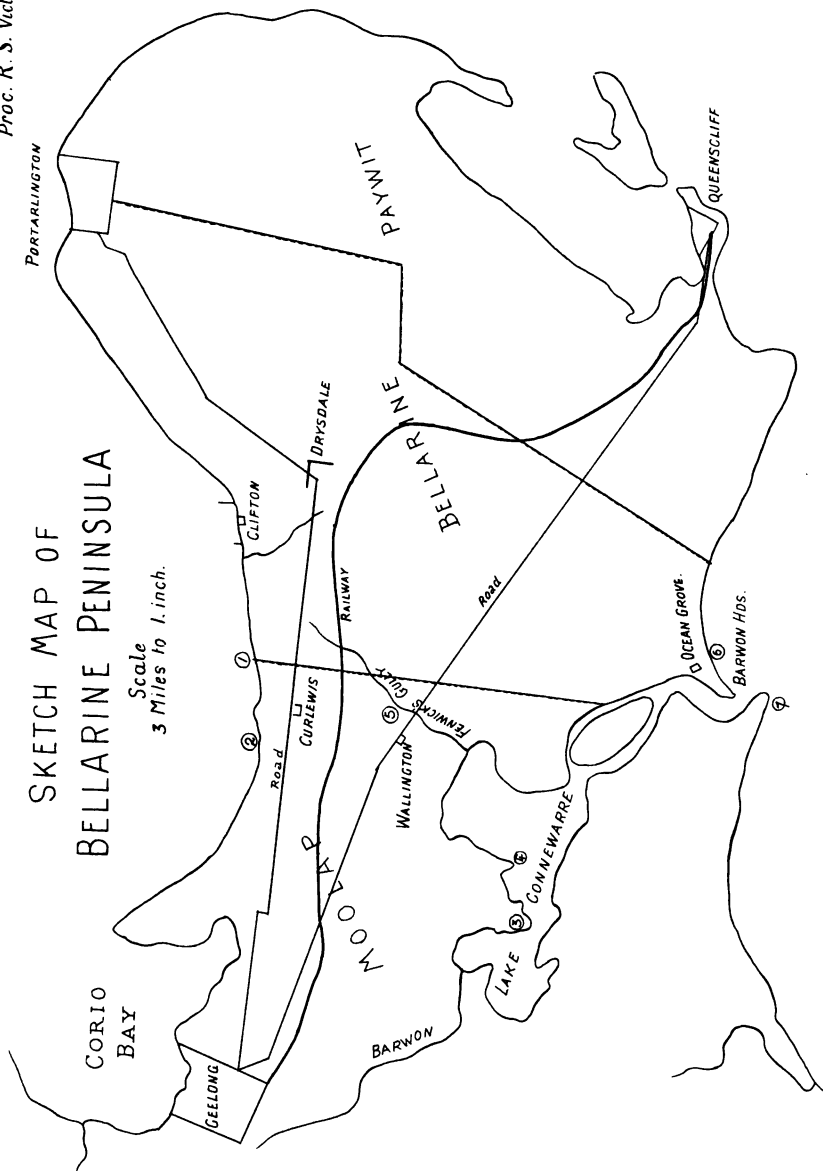 Proc. R. S. Vict
SKETCH MAP OF
BELLARINE PENINSULA
Scale
3 Miles to 1. inch.
PORTARLINGTON
CORIO
BAY
GEELONG
CLIFTON
DRYSDALE
PAYWIT
BELLARINE
RAILWAY
①
②
Road
CURLEWIS
MOOLAP
Road
⑤
FENWICKS GULLY
WALLINGTON
QUEENSCLIFF
OCEAN GROVE.
⑥
BARWON HDS.
⑦
④
③
LAKE CONNEWARRE
BARWON